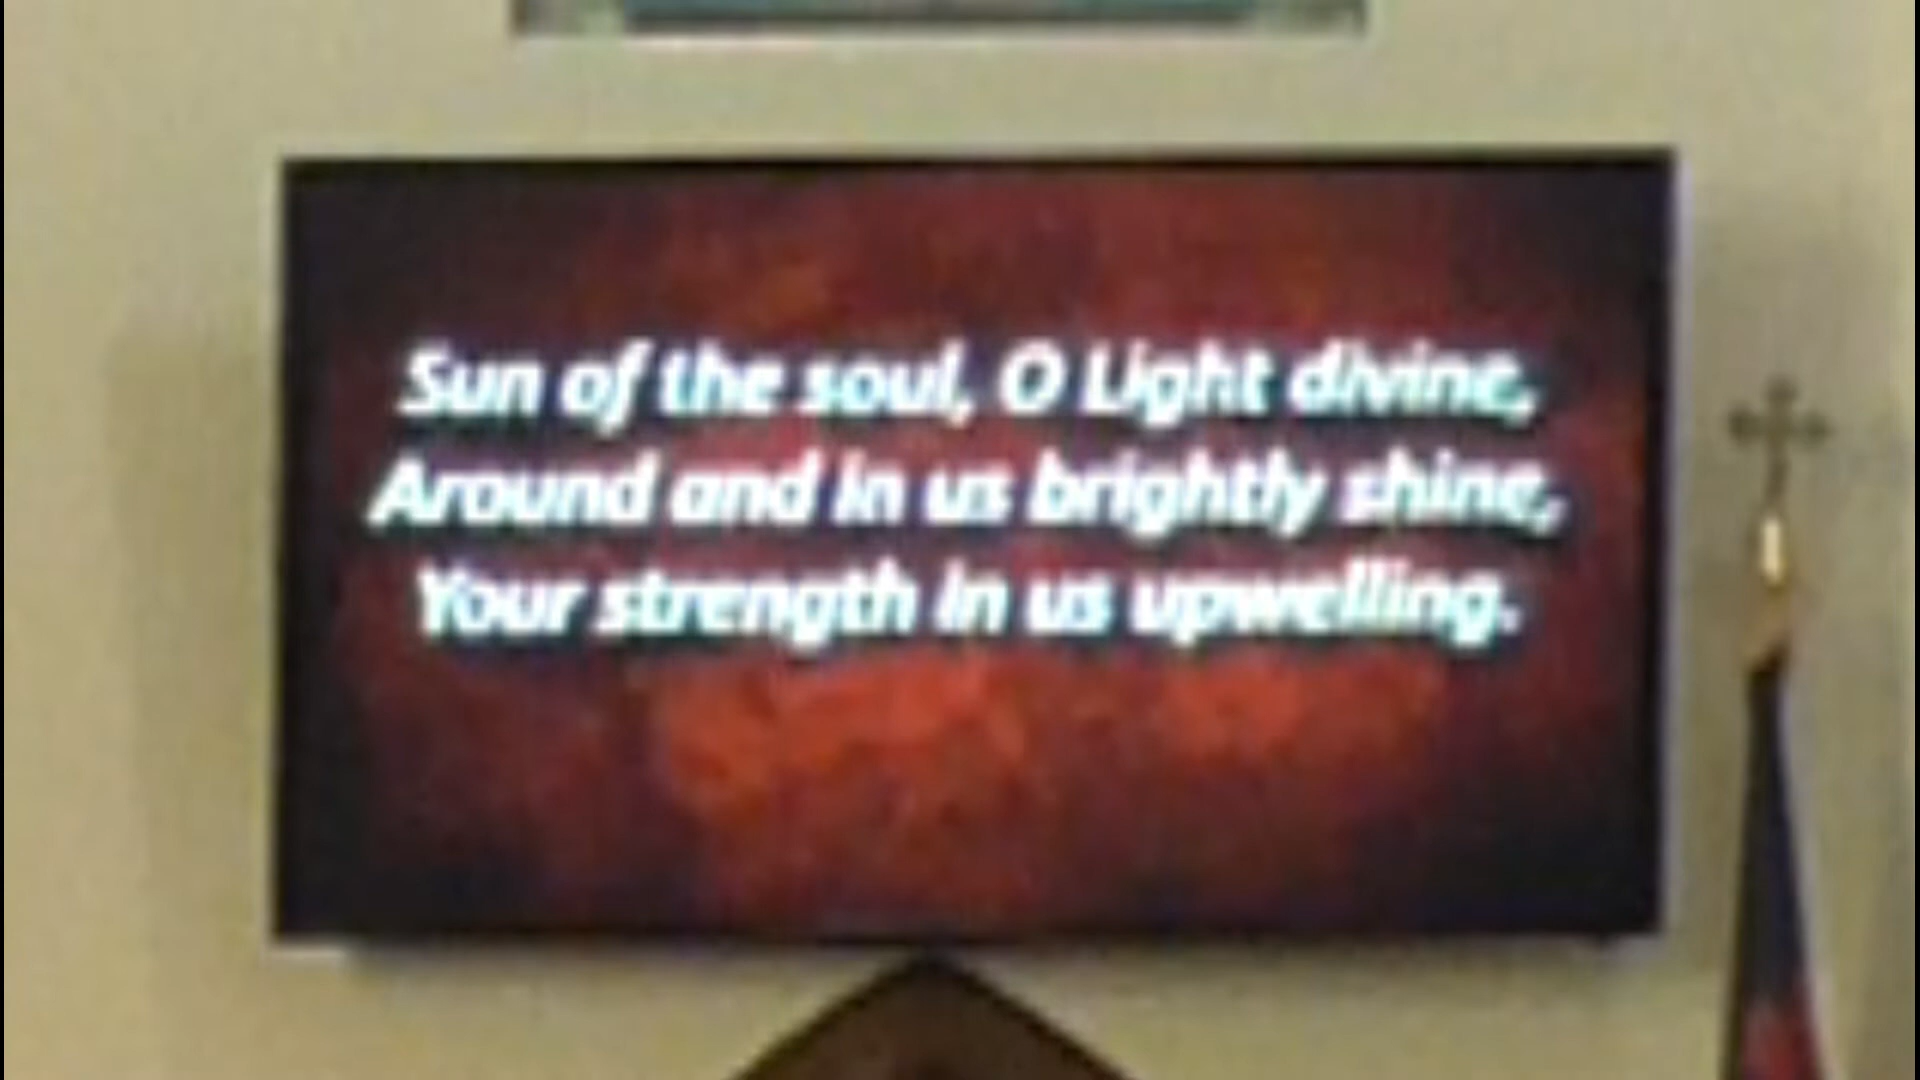 Sun of the soul, O Light divine,
Around and in us brightly shine,
Your strength in us upwelling.